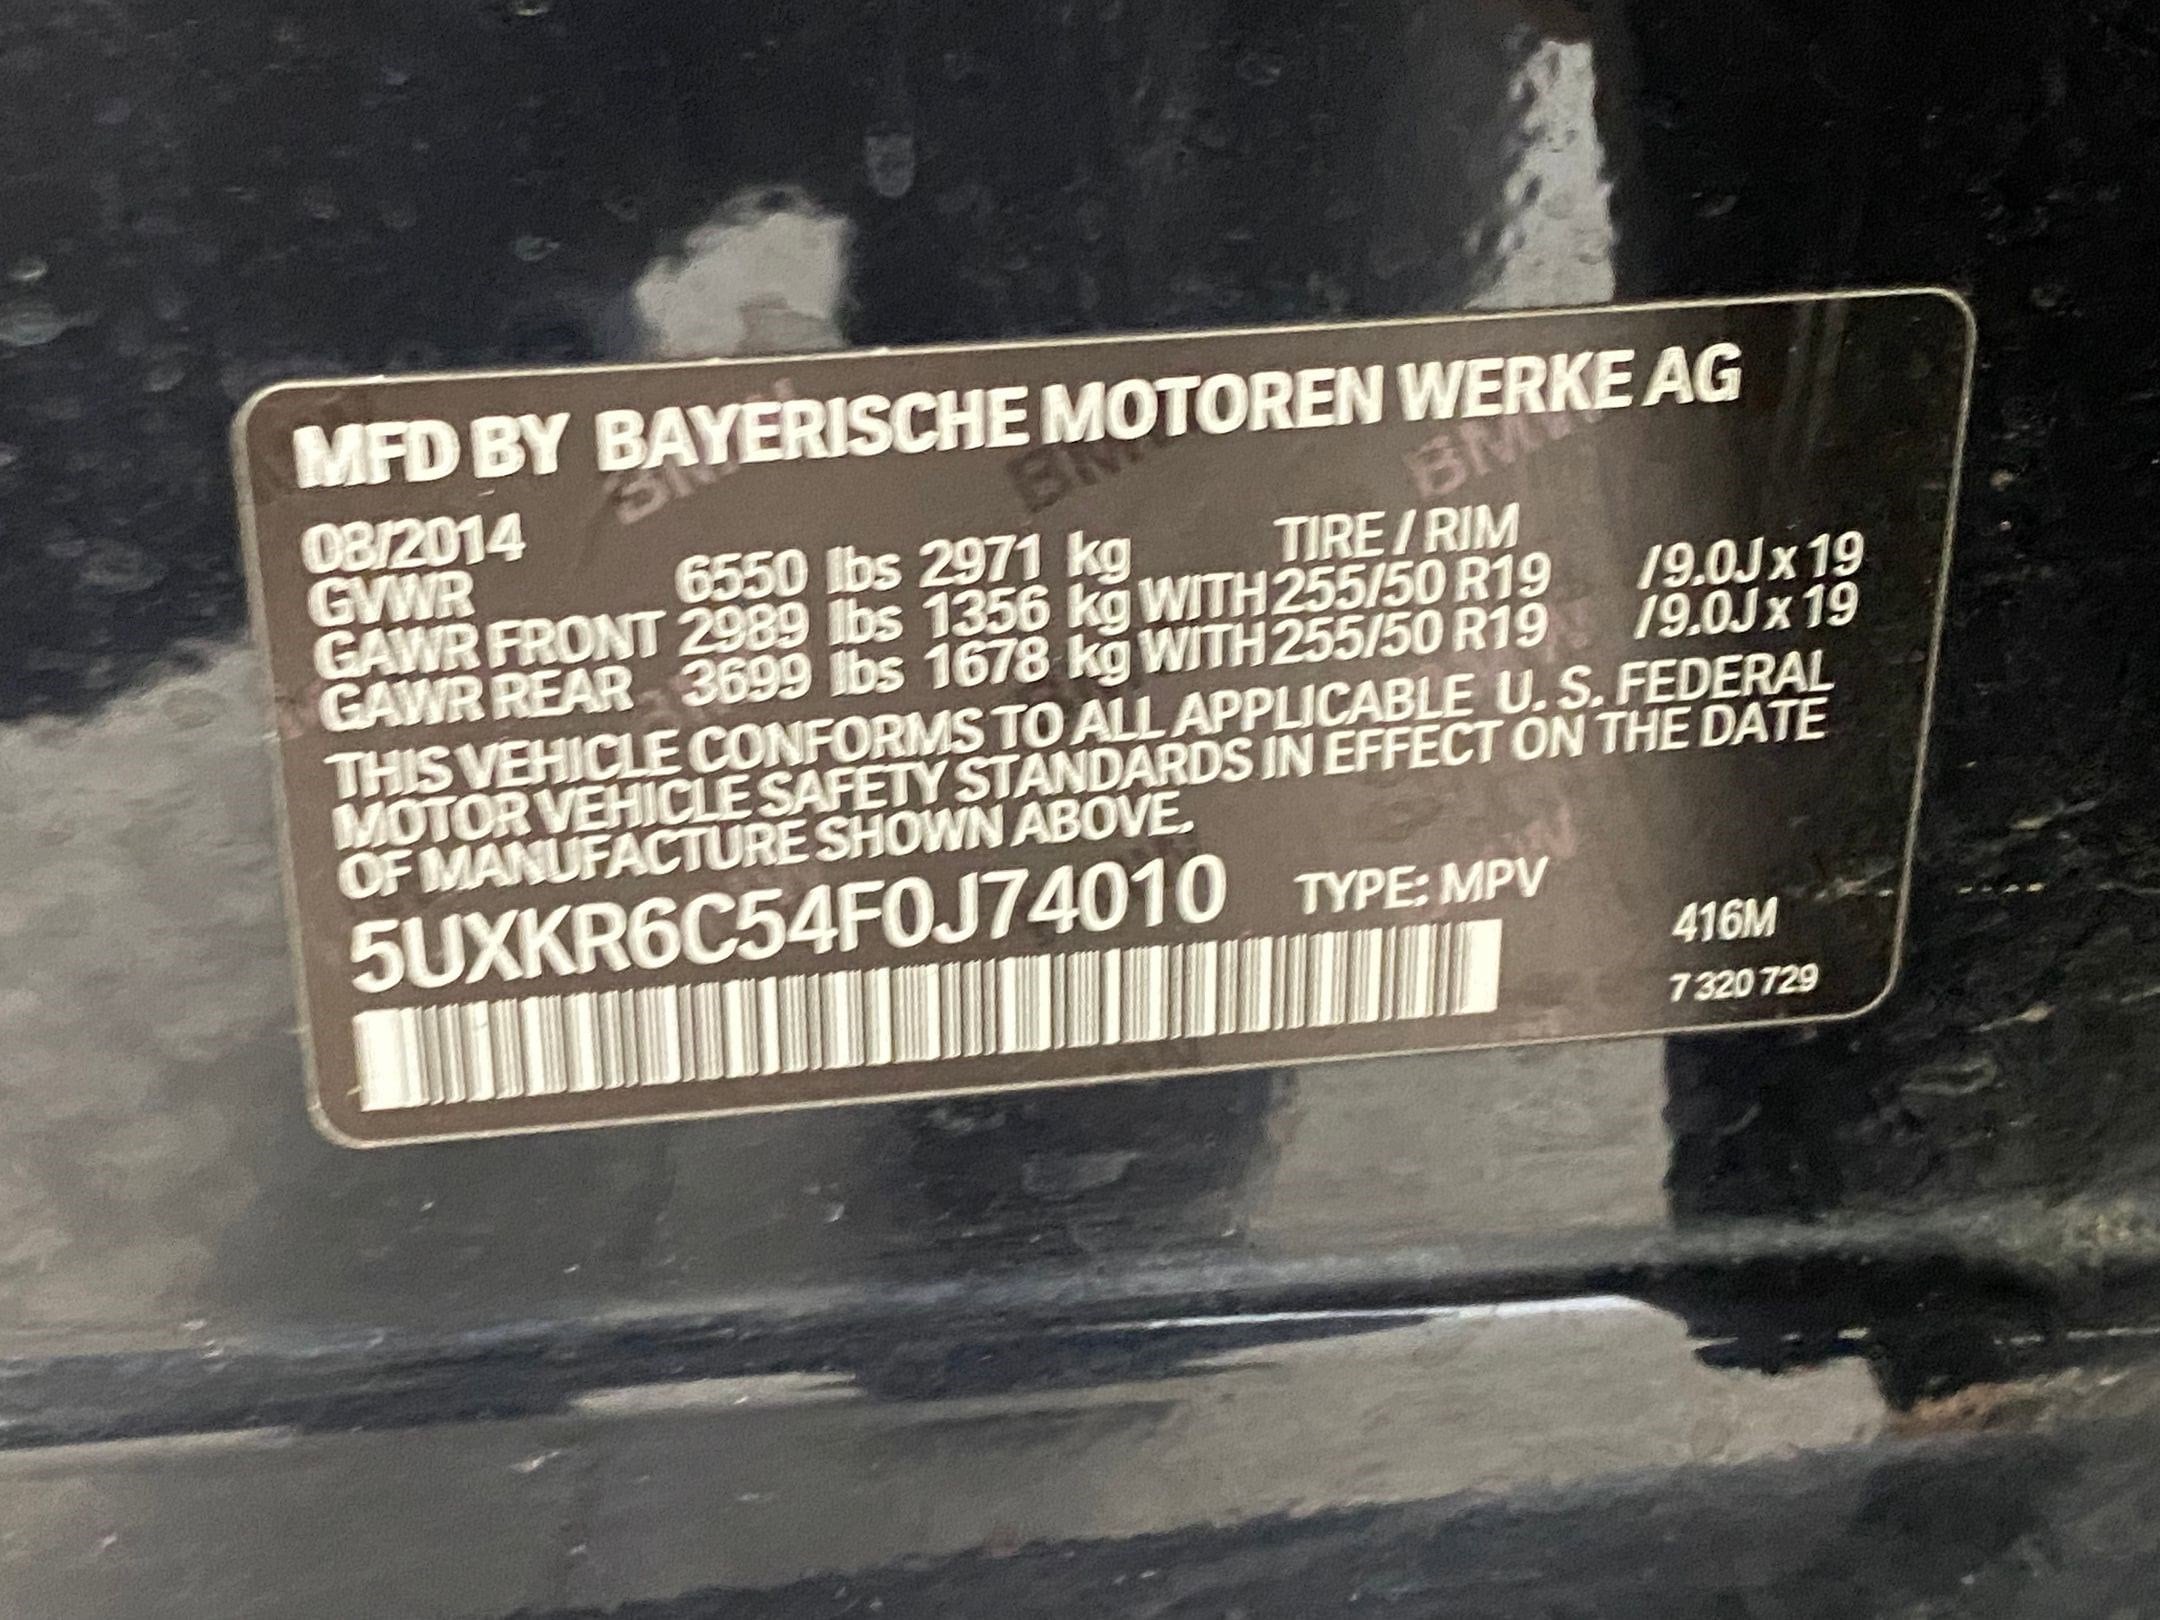 MFD BY BAYERISCHE MOTOREN WERKE AG
08/2014
GVWR 6550 lbs 2971 kg TIRE / RIM
GAWR FRONT 2989 lbs 1356 kg WITH 255/50 R19 /9.0J x 19
GAWR REAR 3699 lbs 1678 kg WITH 255/50 R19 /9.0J x 19
THIS VEHICLE CONFORMS TO ALL APPLICABLE U. S. FEDERAL
MOTOR VEHICLE SAFETY STANDARDS IN EFFECT ON THE DATE
OF MANUFACTURE SHOWN ABOVE.
5UXKR6C54F0J74010 TYPE: MPV
416M
7 320 729